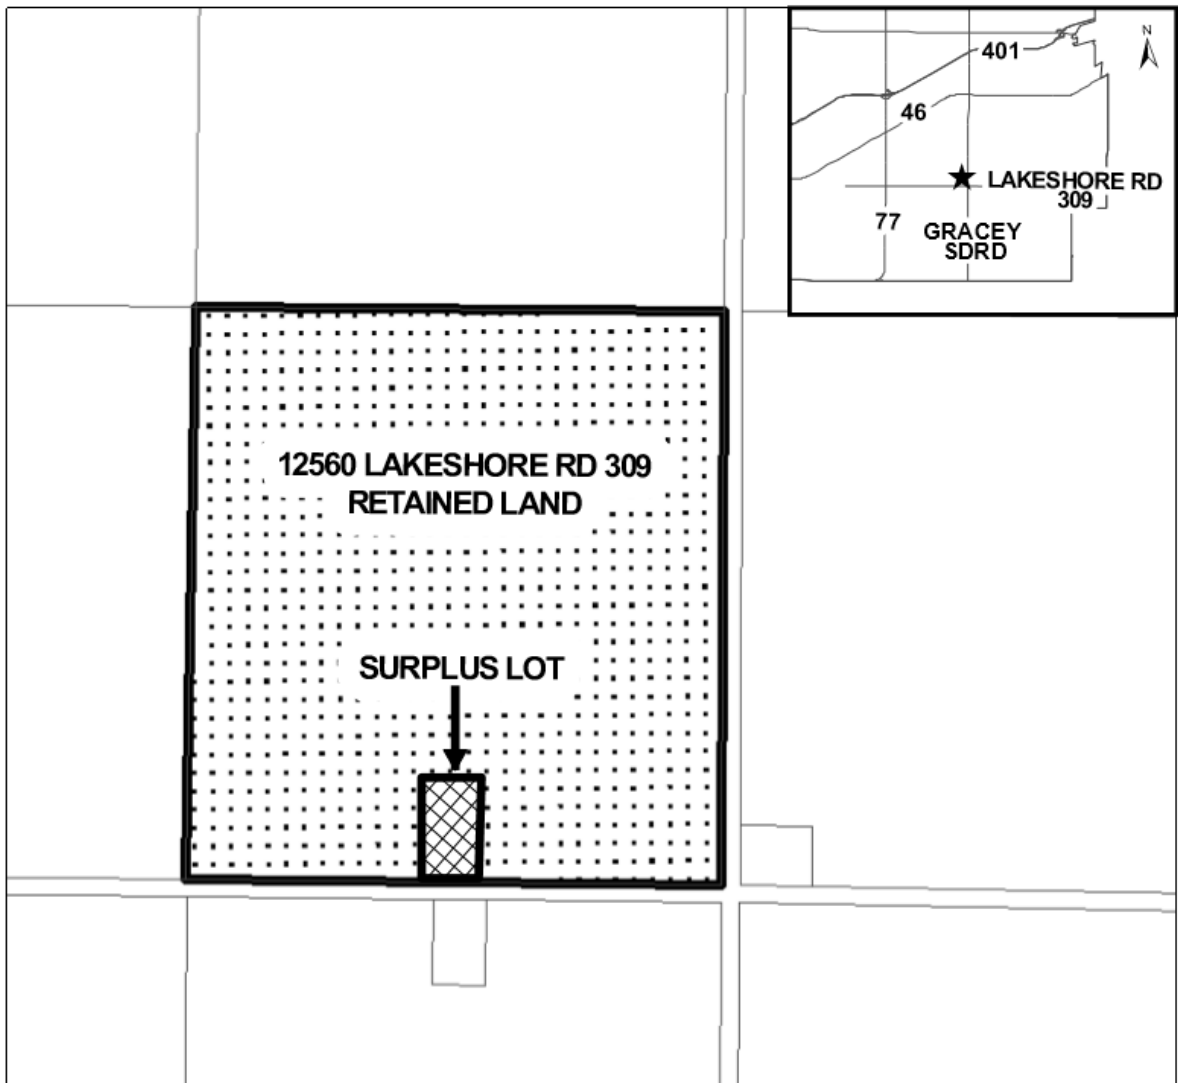 12560 LAKESHORE RD 309
RETAINED LAND
SURPLUS LOT
N
401
46
LAKESHORE RD
309
77
GRACEY
SDRD